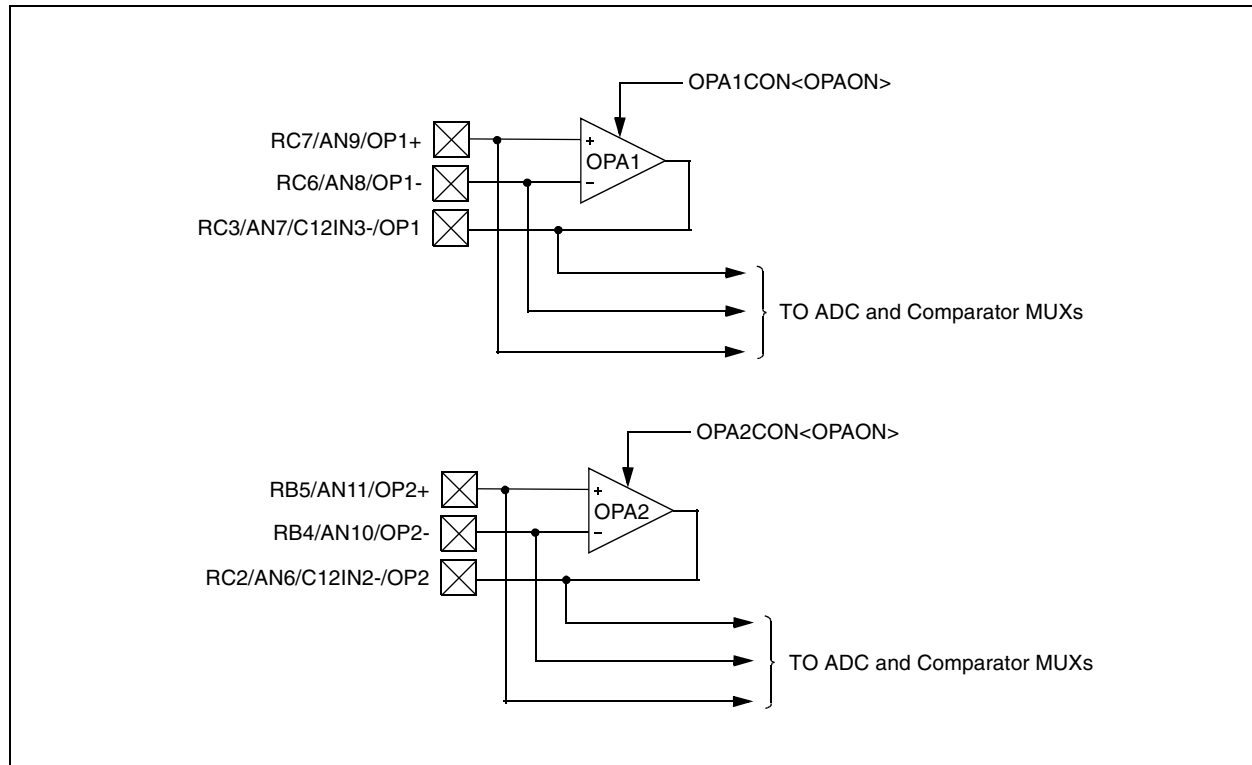 OPA1CON<OPAON>
RC7/AN9/OP1+
+
OPA1
RC6/AN8/OP1-
−
RC3/AN7/C12IN3-/OP1
TO ADC and Comparator MUXs
OPA2CON<OPAON>
RB5/AN11/OP2+
+
OPA2
RB4/AN10/OP2-
−
RC2/AN6/C12IN2-/OP2
TO ADC and Comparator MUXs